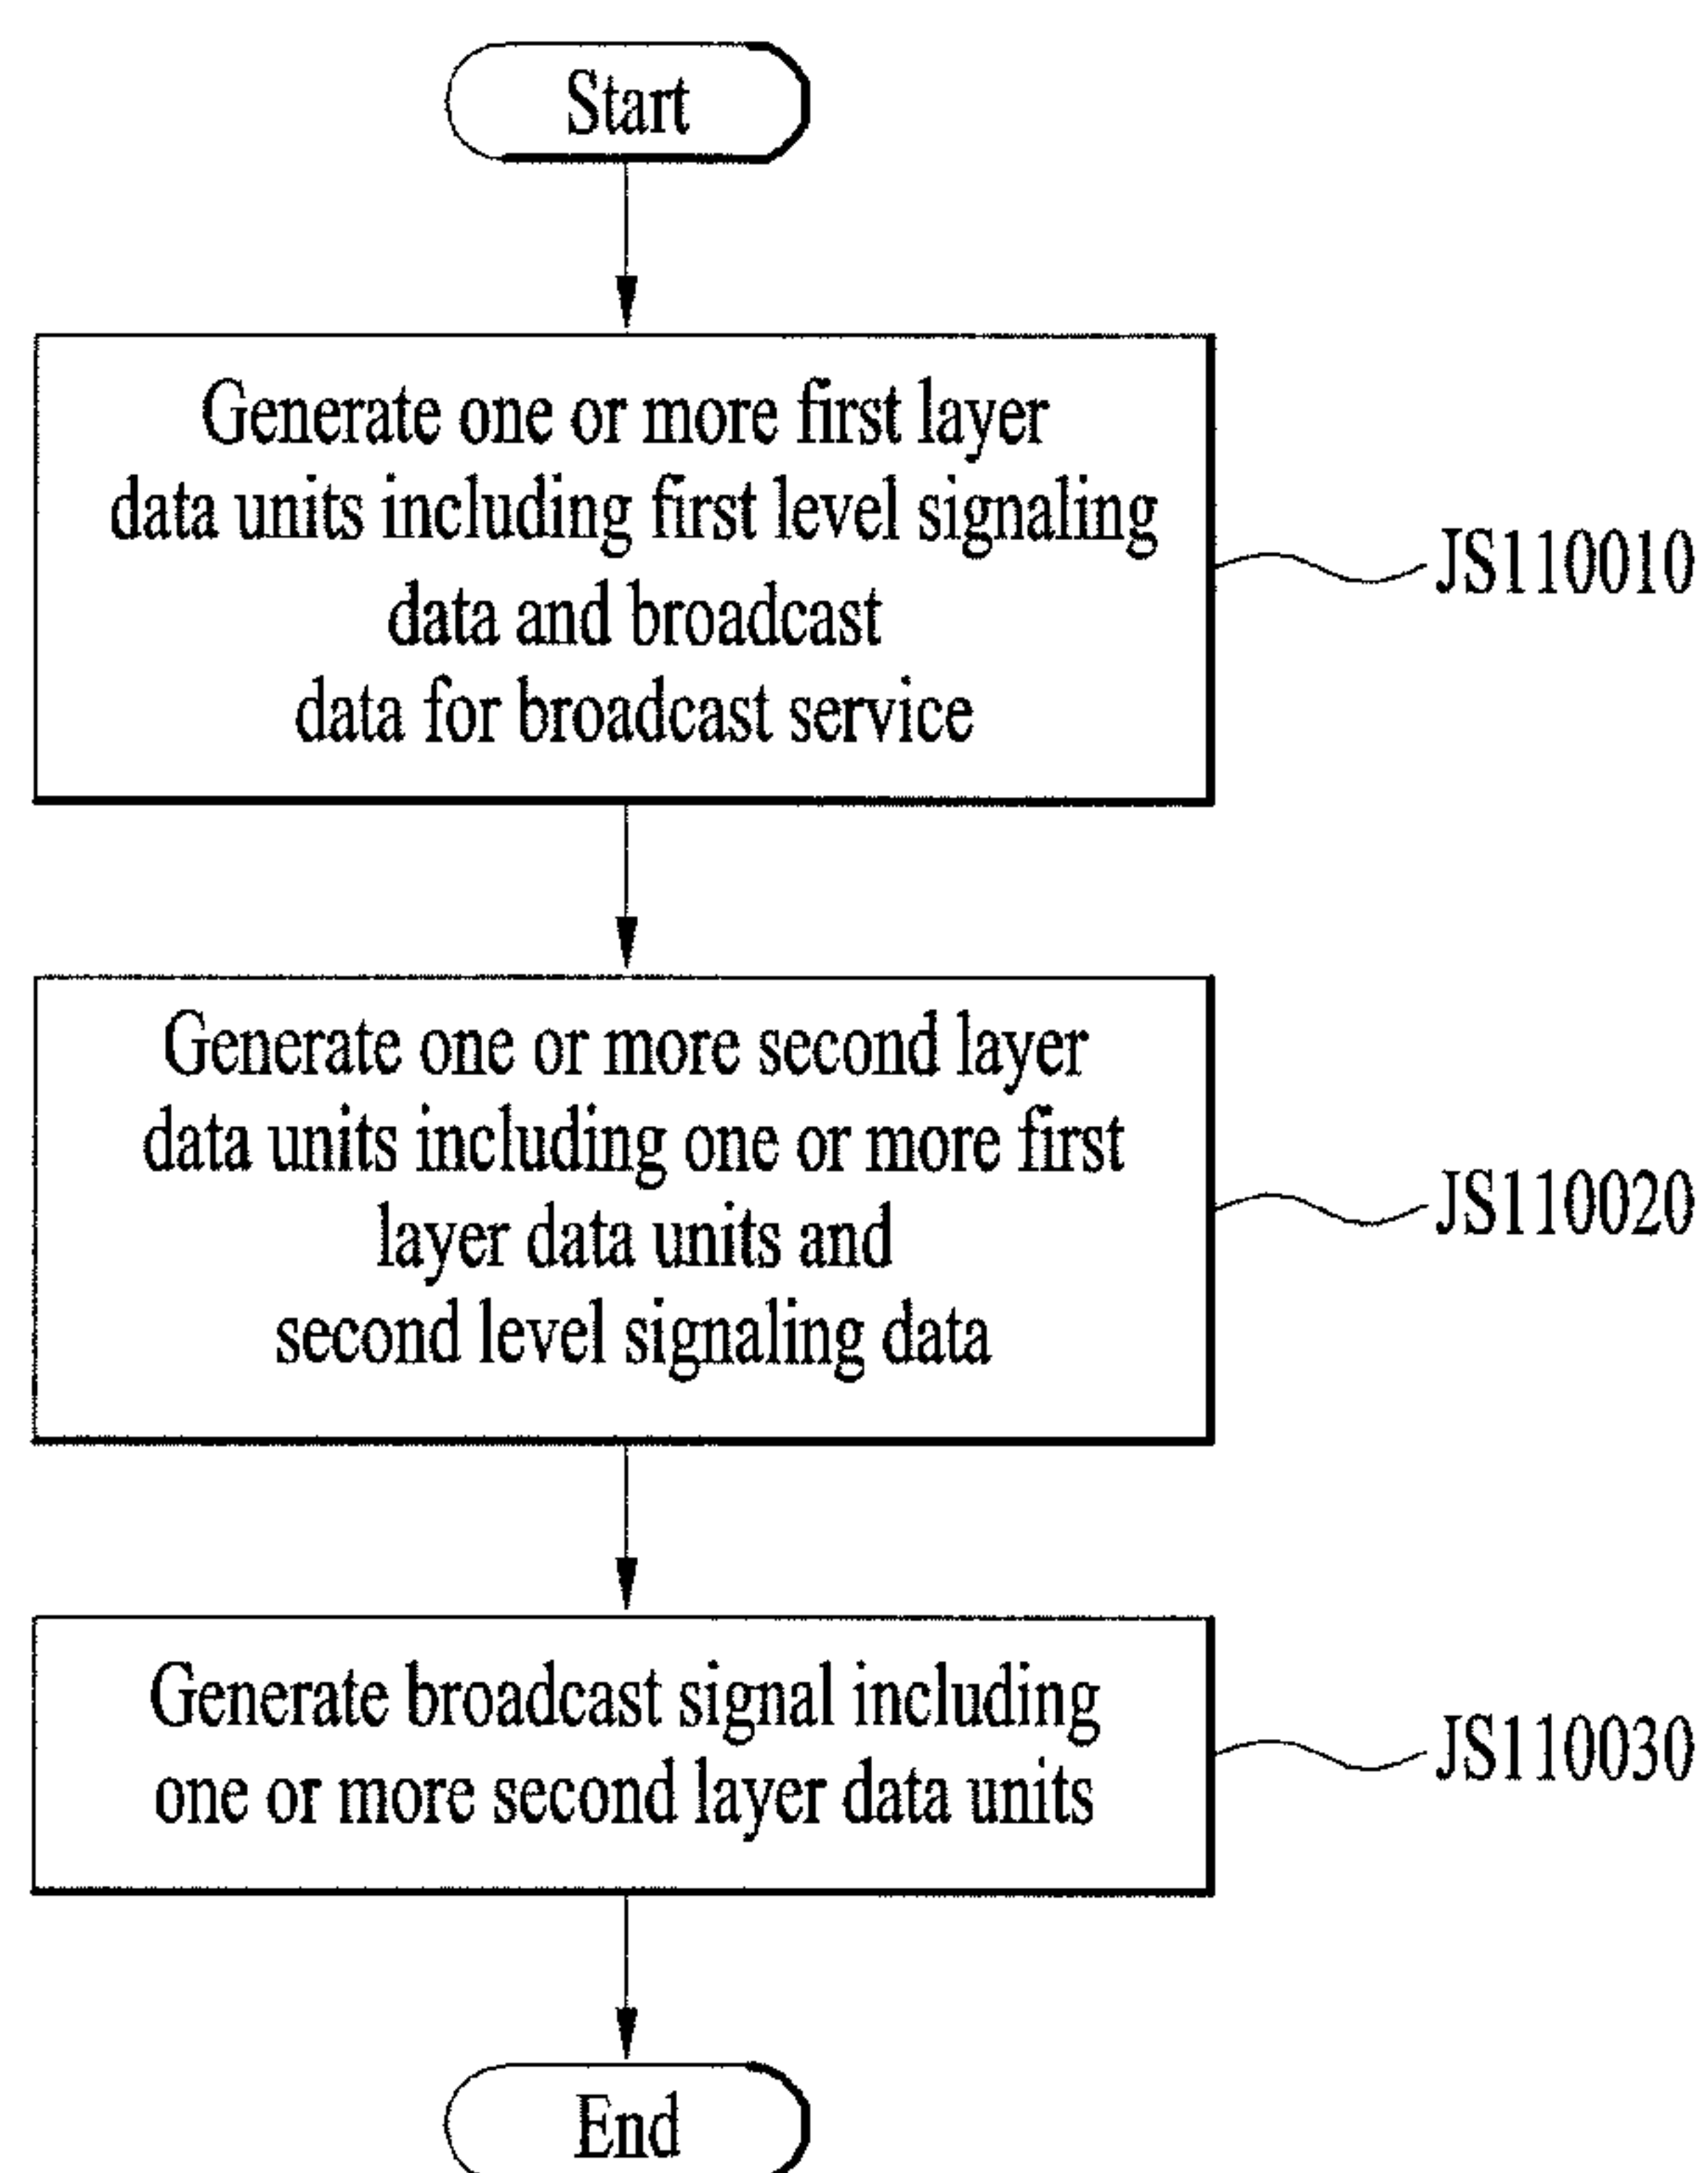 Start
Generate one or more first layer
data units including first level signaling
data and broadcast
data for broadcast service
JS110010
Generate one or more second layer
data units including one or more first
layer data units and
second level signaling data
JS110020
Generate broadcast signal including
one or more second layer data units
JS110030
End